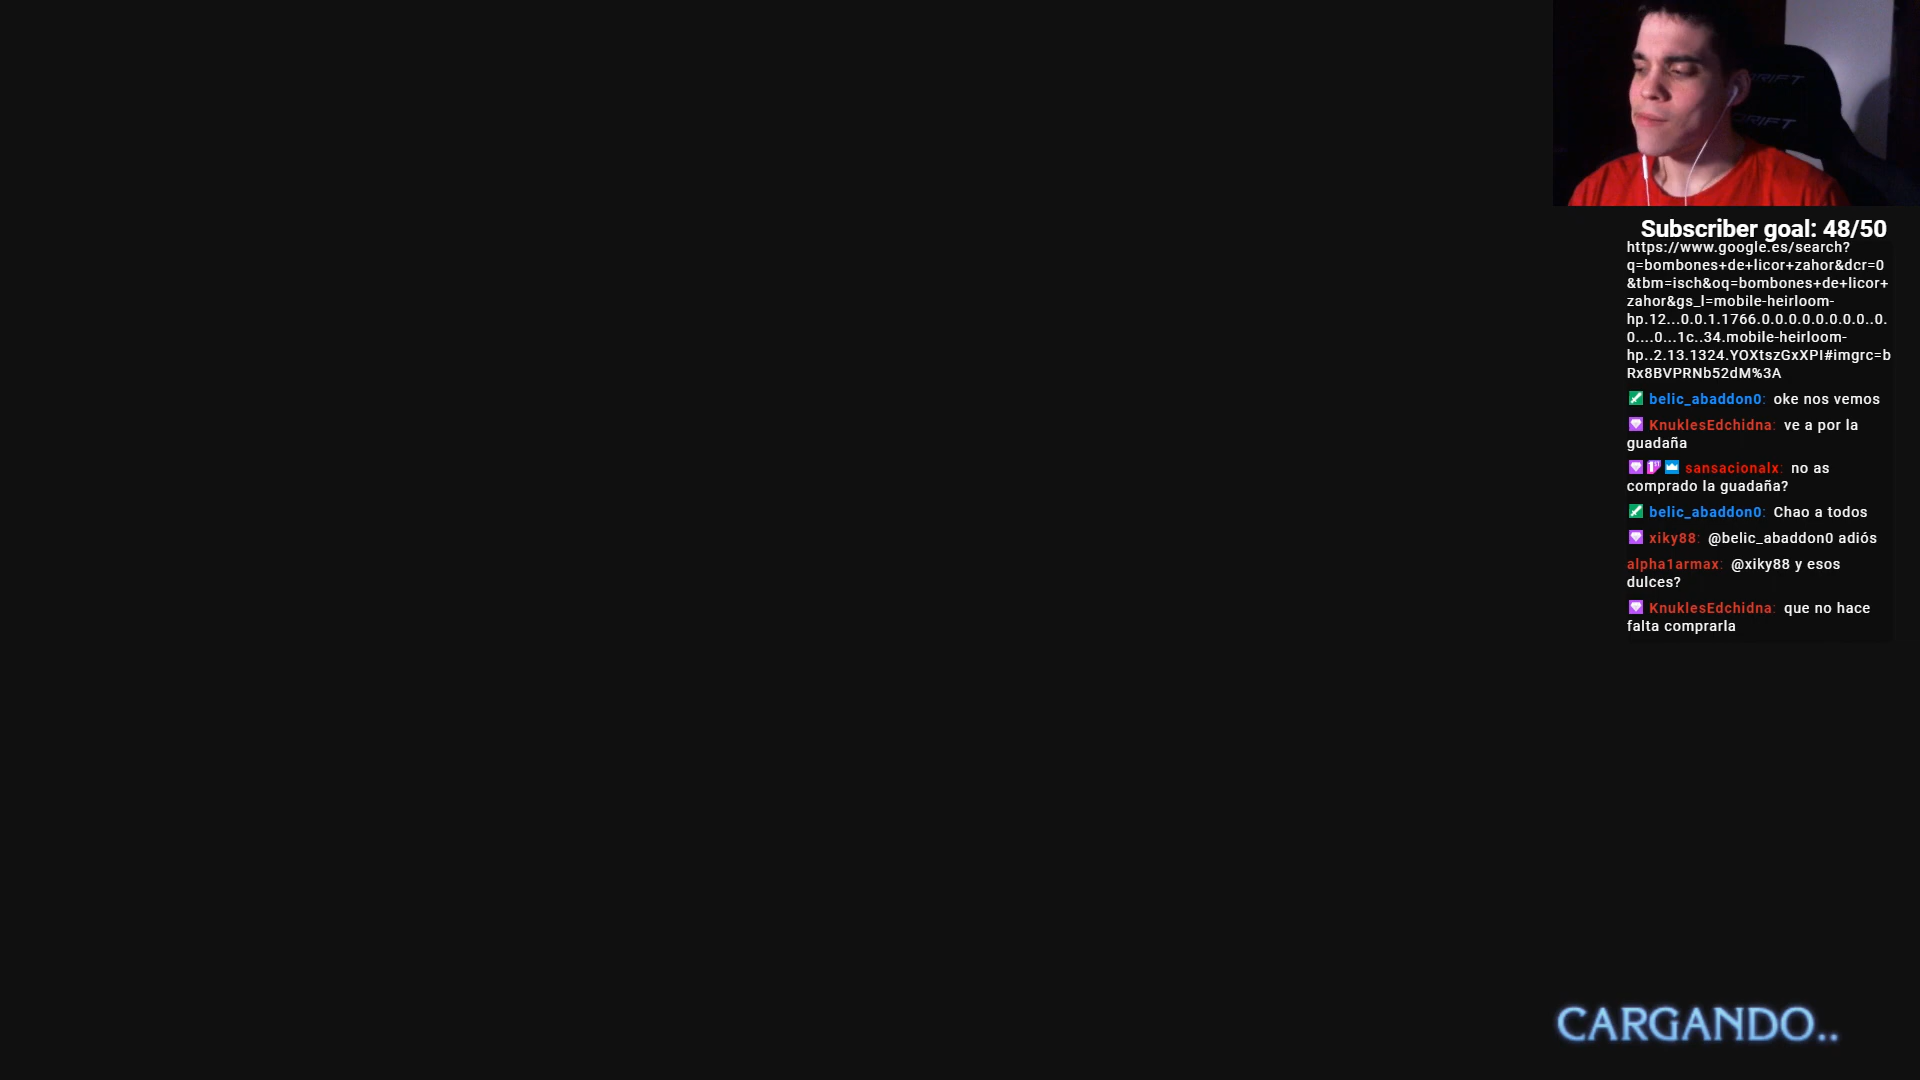 DRIFT
DRIFT
Subscriber goal: 48/50
https://www.google.es/search?
q=bombones+de+licor+zahor&dcr=0
&tbm=isch&oq=bombones+de+licor+
zahor&gs_l=mobile-heirloom-
hp.12...0.0.1.1766.0.0.0.0.0.0.0.0..0.
0....0...1c..34.mobile-heirloom-
hp..2.13.1324.YOXtszGxXPI#imgrc=b
Rx8BVPRNb52dM%3A
belic_abaddon0: oke nos vemos
KnuklesEdchidna: ve a por la
guadaña
sansacionalx: no as
comprado la guadaña?
belic_abaddon0: Chao a todos
xiky88: @belic_abaddon0 adiós
alpha1armax: @xiky88 y esos
dulces?
KnuklesEdchidna: que no hace
falta comprarla
CARGANDO..